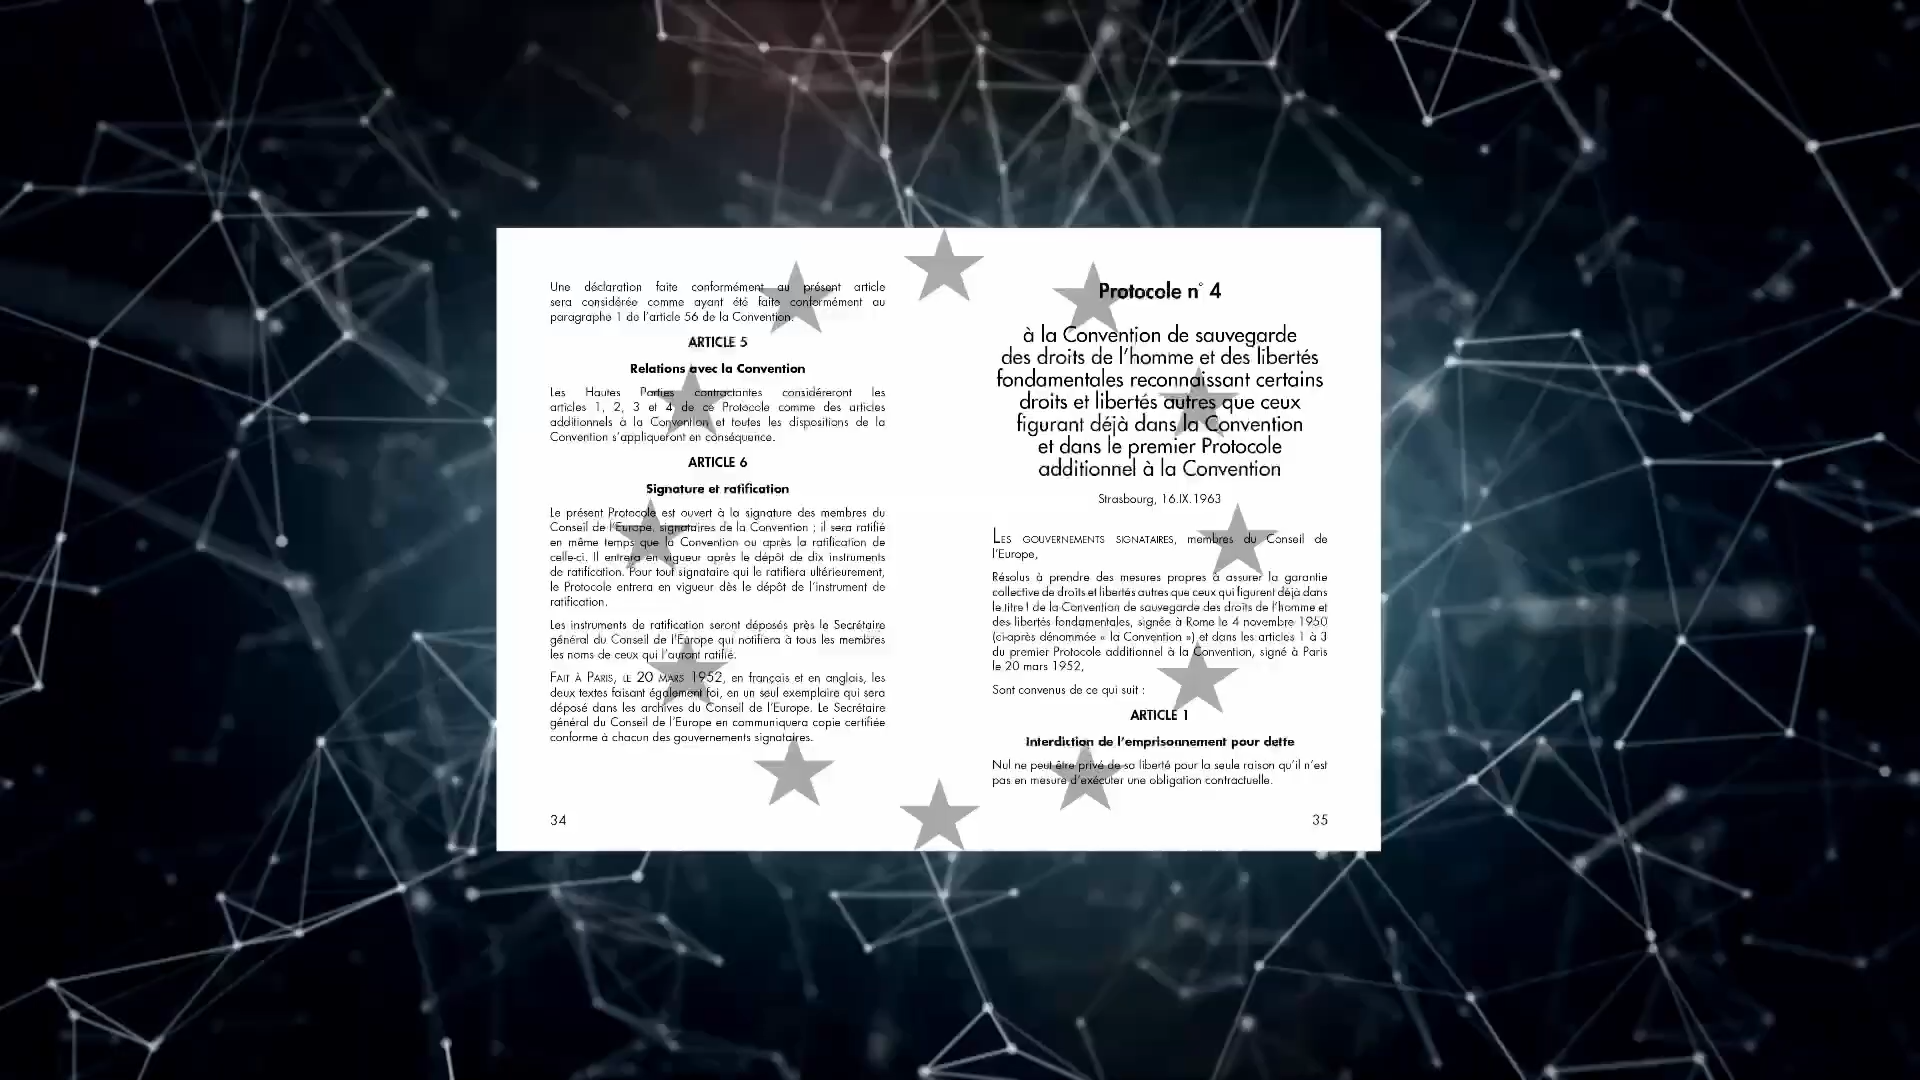 Une déclaration faite conformément au présent article
sera considérée comme ayant été faite conformément au
paragraphe 1 de l'article 56 de la Convention.
ARTICLE 5
Relations avec la Convention
Les Hautes Parties contractantes considéreront les
articles 1, 2, 3 et 4 de ce Protocole comme des articles
additionnels à la Convention et toutes les dispositions de la
Convention s'appliqueront en conséquence.
ARTICLE 6
Signature et ratification
Le présent Protocole est ouvert à la signature des membres du
Conseil de l'Europe, signataires de la Convention ; il sera ratifié
en même temps que la Convention ou après la ratification de
celle-ci. Il entrera en vigueur après le dépôt de dix instruments
de ratification. Pour tout signataire qui le ratifiera ultérieurement,
le Protocole entrera en vigueur dès le dépôt de l'instrument de
ratification.
Les instruments de ratification seront déposés près le Secrétaire
général du Conseil de l'Europe qui notifiera à tous les membres
les noms de ceux qui l'auront ratifié.
FAIT À PARIS, LE 20 MARS 1952, en français et en anglais, les
deux textes faisant également foi, en un seul exemplaire qui sera
déposé dans les archives du Conseil de l'Europe. Le Secrétaire
général du Conseil de l'Europe en communiquera copie certifiée
conforme à chacun des gouvernements signataires.
34
Protocole n° 4
à la Convention de sauvegarde
des droits de l'homme et des libertés
fondamentales reconnaissant certains
droits et libertés autres que ceux
figurant déjà dans la Convention
et dans le premier Protocole
additionnel à la Convention
Strasbourg, 16.IX.1963
LES GOUVERNEMENTS SIGNATAIRES, membres du Conseil de
l'Europe,
Résolus à prendre des mesures propres à assurer la garantie
collective de droits et libertés autres que ceux qui figurent déjà dans
le titre I de la Convention de sauvegarde des droits de l'homme et
des libertés fondamentales, signée à Rome le 4 novembre 1950
(ci-après dénommée « la Convention ») et dans les articles 1 à 3
du premier Protocole additionnel à la Convention, signé à Paris
le 20 mars 1952,
Sont convenus de ce qui suit :
ARTICLE 1
Interdiction de l'emprisonnement pour dette
Nul ne peut être privé de sa liberté pour la seule raison qu'il n'est
pas en mesure d'exécuter une obligation contractuelle.
35